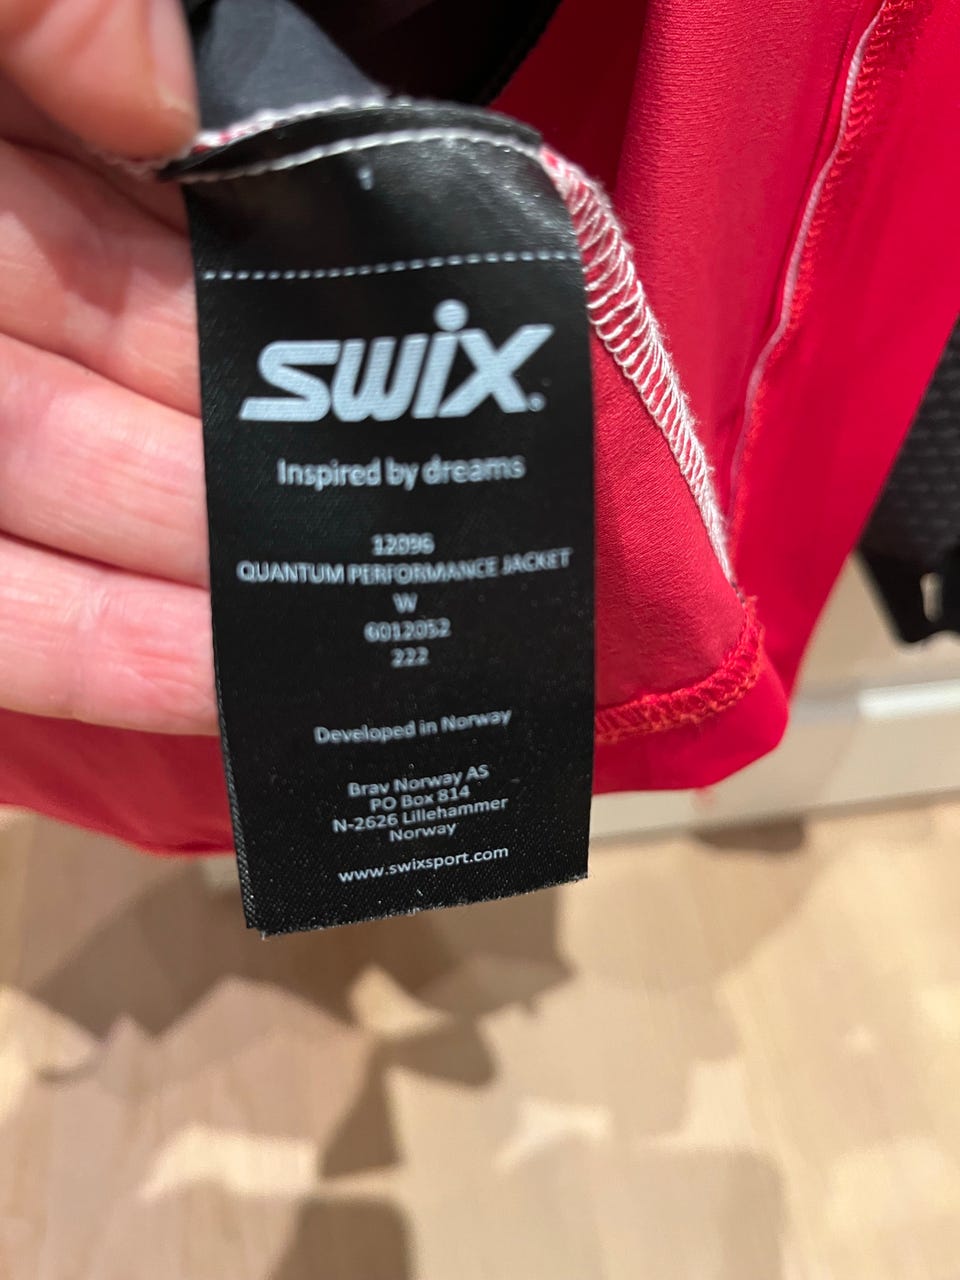 swix
Inspired by dreams
12096
QUANTUM PERFORMANCE JACKET
W
6012052
222
Developed in Norway
Brav Norway AS
PO Box 814
N-2626 Lillehammer
Norway
www.swixsport.com